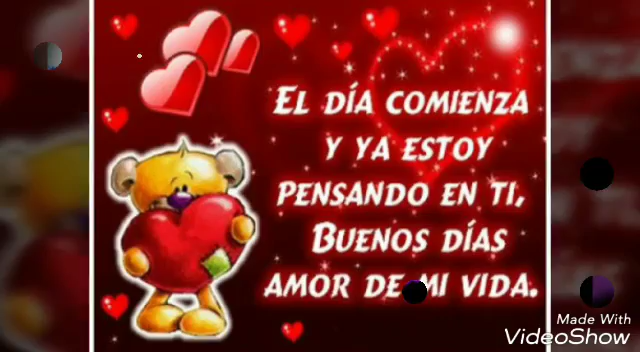 EL DÍA COMIENZA
Y YA ESTOY
PENSANDO EN TI,
BUENOS DÍAS
AMOR DE MI VIDA.
Made With
VideoShow